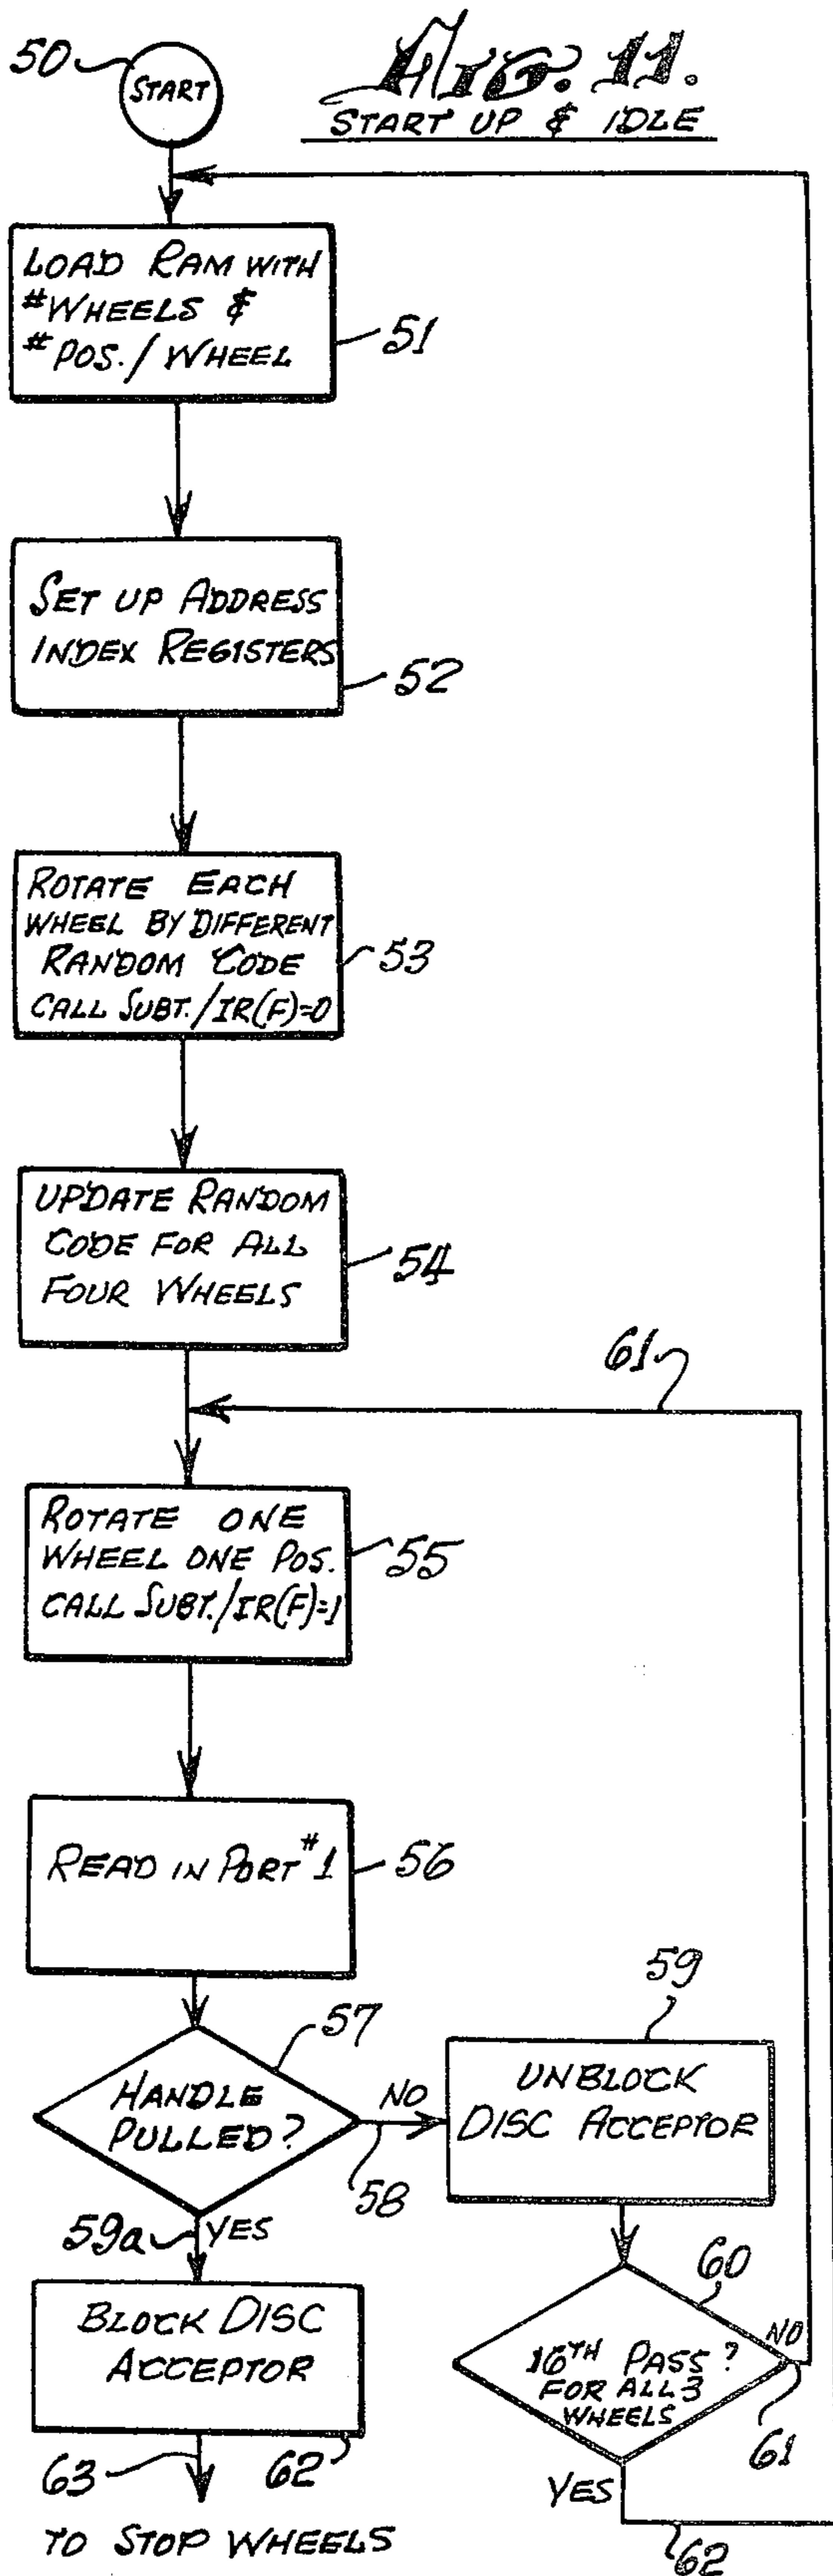 50
START
FIG. 11.
START UP & IDLE
LOAD RAM WITH
#WHEELS &
# POS./WHEEL
51
SET UP ADDRESS
INDEX REGISTERS
52
ROTATE EACH
WHEEL BY DIFFERENT
RANDOM CODE
CALL SUBT./IR(F)=0
53
UPDATE RANDOM
CODE FOR ALL
FOUR WHEELS
54
61
ROTATE ONE
WHEEL ONE POS.
CALL SUBT./IR(F)=1
55
READ IN PORT #1
56
57
HANDLE
PULLED?
NO
58
59
UNBLOCK
DISC ACCEPTOR
59a
YES
60
16TH PASS?
FOR ALL 3
WHEELS
NO
61
BLOCK DISC
ACCEPTOR
62
63
YES
62
TO STOP WHEELS